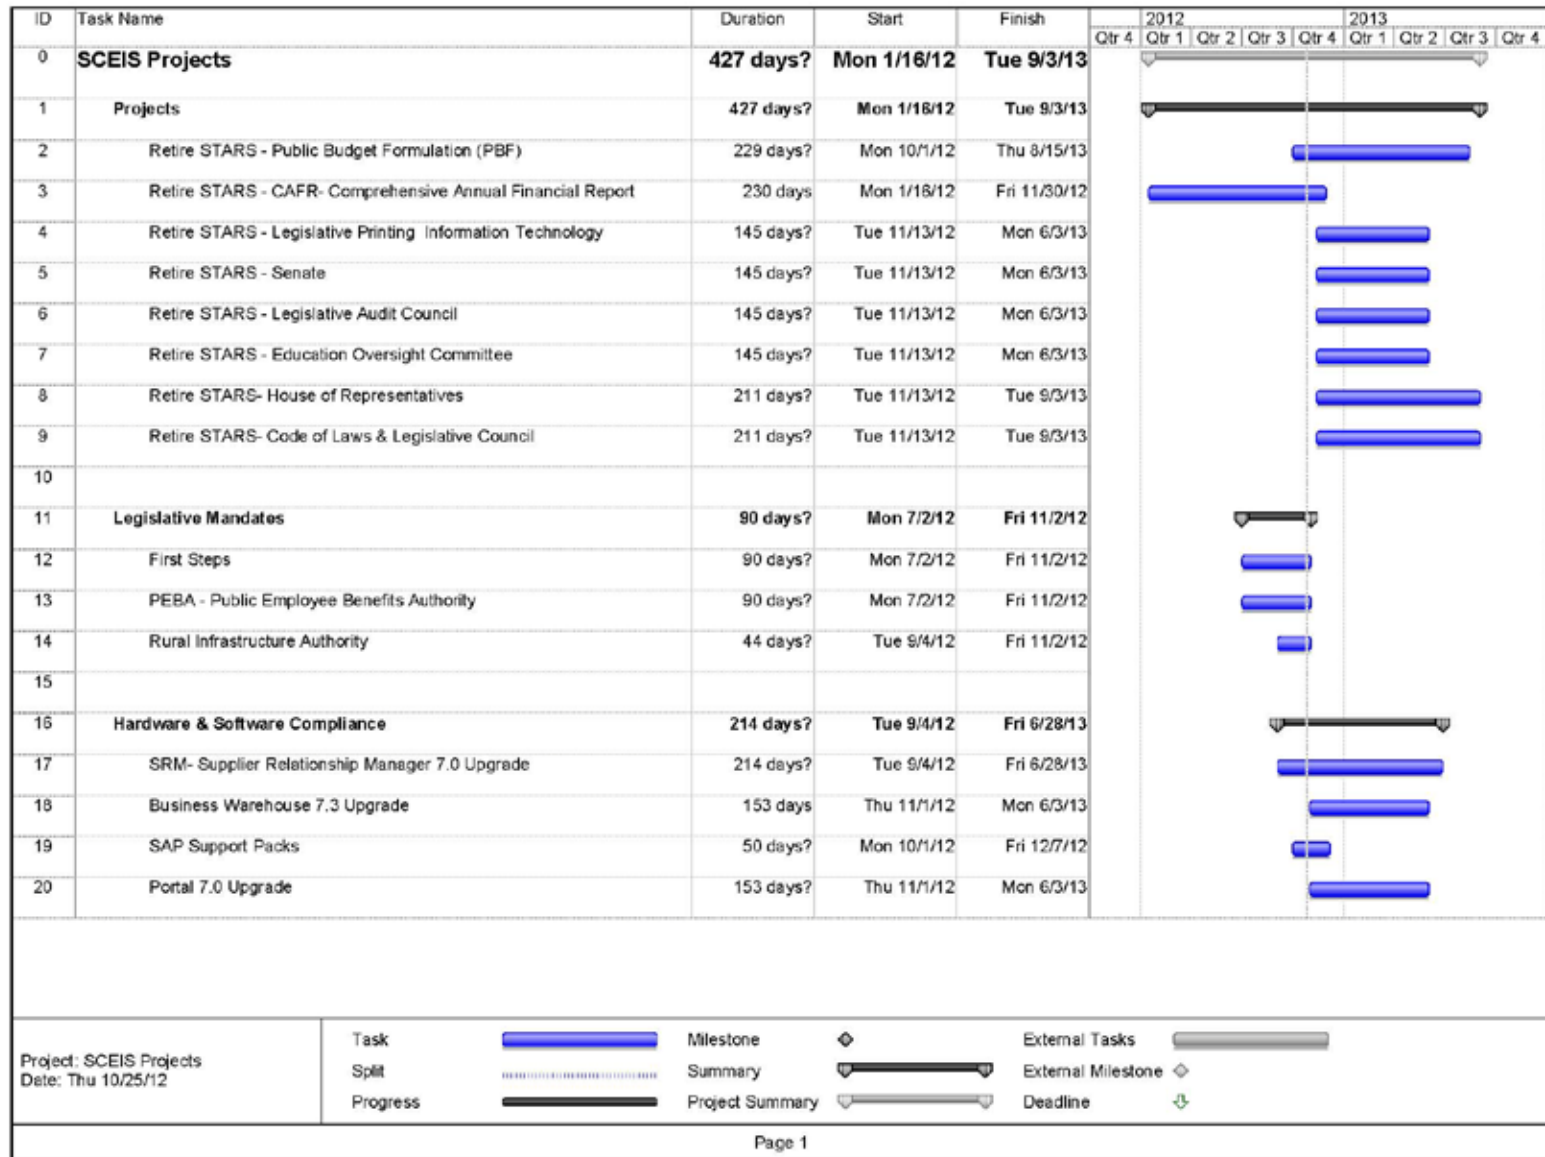 ID Task Name Duration Start Finish 2012 2013
Qtr 4 Qtr 1 Qtr 2 Qtr 3 Qtr 4 Qtr 1 Qtr 2 Qtr 3 Qtr 4
0 SCEIS Projects 427 days? Mon 1/16/12 Tue 9/3/13
1 Projects 427 days? Mon 1/16/12 Tue 9/3/13
2 Retire STARS - Public Budget Formulation (PBF) 229 days? Mon 10/1/12 Thu 8/15/13
3 Retire STARS - CAFR- Comprehensive Annual Financial Report 230 days Mon 1/16/12 Fri 11/30/12
4 Retire STARS - Legislative Printing Information Technology 145 days? Tue 11/13/12 Mon 6/3/13
5 Retire STARS - Senate 145 days? Tue 11/13/12 Mon 6/3/13
6 Retire STARS - Legislative Audit Council 145 days? Tue 11/13/12 Mon 6/3/13
7 Retire STARS - Education Oversight Committee 145 days? Tue 11/13/12 Mon 6/3/13
8 Retire STARS- House of Representatives 211 days? Tue 11/13/12 Tue 9/3/13
9 Retire STARS- Code of Laws & Legislative Council 211 days? Tue 11/13/12 Tue 9/3/13
10
11 Legislative Mandates 90 days? Mon 7/2/12 Fri 11/2/12
12 First Steps 90 days? Mon 7/2/12 Fri 11/2/12
13 PEBA - Public Employee Benefits Authority 90 days? Mon 7/2/12 Fri 11/2/12
14 Rural Infrastructure Authority 44 days? Tue 9/4/12 Fri 11/2/12
15
16 Hardware & Software Compliance 214 days? Tue 9/4/12 Fri 6/28/13
17 SRM- Supplier Relationship Manager 7.0 Upgrade 214 days? Tue 9/4/12 Fri 6/28/13
18 Business Warehouse 7.3 Upgrade 153 days Thu 11/1/12 Mon 6/3/13
19 SAP Support Packs 50 days? Mon 10/1/12 Fri 12/7/12
20 Portal 7.0 Upgrade 153 days? Thu 11/1/12 Mon 6/3/13
Project: SCEIS Projects
Date: Thu 10/25/12
Task Milestone External Tasks
Split Summary External Milestone
Progress Project Summary Deadline
Page 1